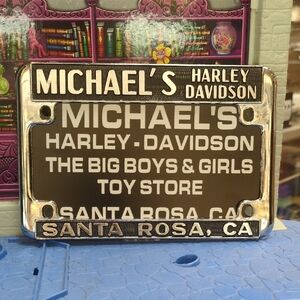 MICHAEL'S HARLEY DAVIDSON
MICHAEL'S
HARLEY-DAVIDSON
THE BIG BOYS & GIRLS
TOY STORE
SANTA ROSA, CA
SANTA ROSA, CA